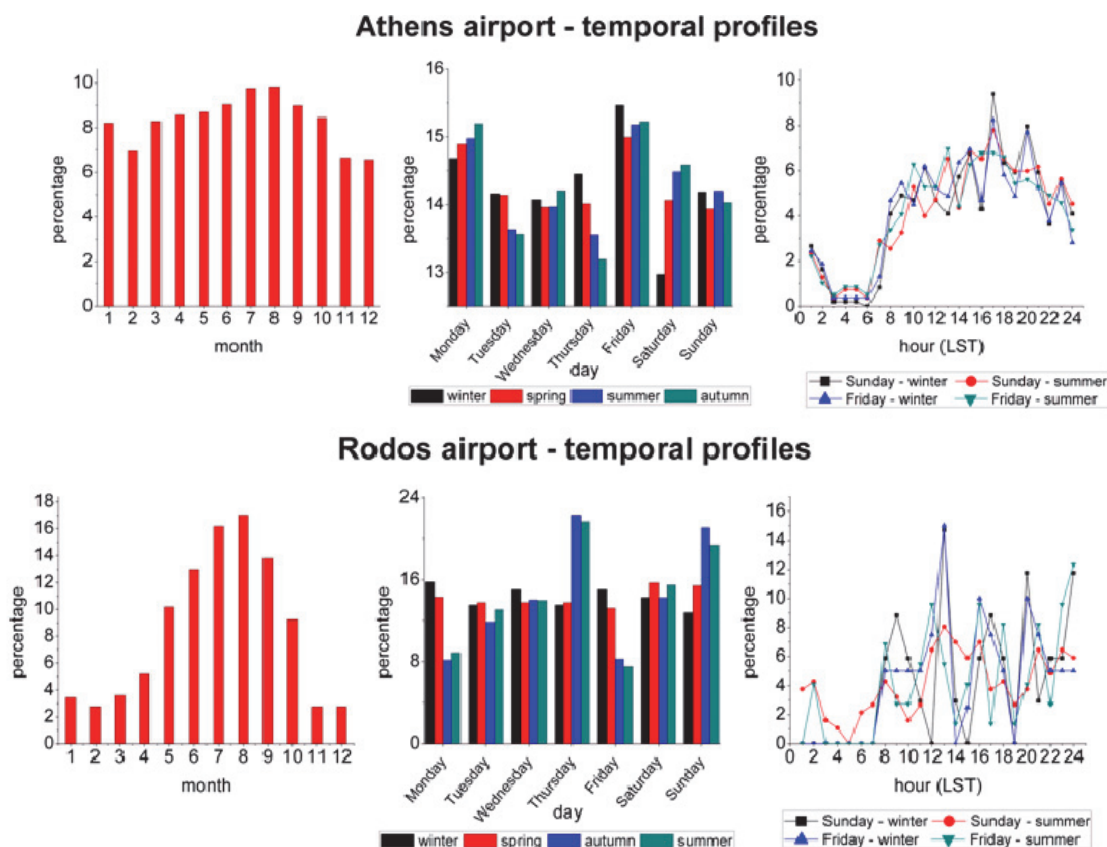 Athens airport - temporal profiles
percentage
10
8
6
4
2
0
1 2 3 4 5 6 7 8 9 10 11 12
month
percentage
16
15
14
13
Monday
Tuesday
Wednesday
Thursday
Friday
Saturday
Sunday
day
winter spring summer autumn
percentage
10
8
6
4
2
0
0 2 4 6 8 10 12 14 16 18 20 22 24
hour (LST)
Sunday - winter Sunday - summer
Friday - winter Friday - summer
Rodos airport - temporal profiles
percentage
18
16
14
12
10
8
6
4
2
0
1 2 3 4 5 6 7 8 9 10 11 12
month
percentage
24
16
8
0
Monday
Tuesday
Wednesday
Thursday
Friday
Saturday
Sunday
day
winter spring autumn summer
percentage
16
14
12
10
8
6
4
2
0
0 2 4 6 8 10 12 14 16 18 20 22 24
hour (LST)
Sunday - winter Sunday - summer
Friday - winter Friday - summer